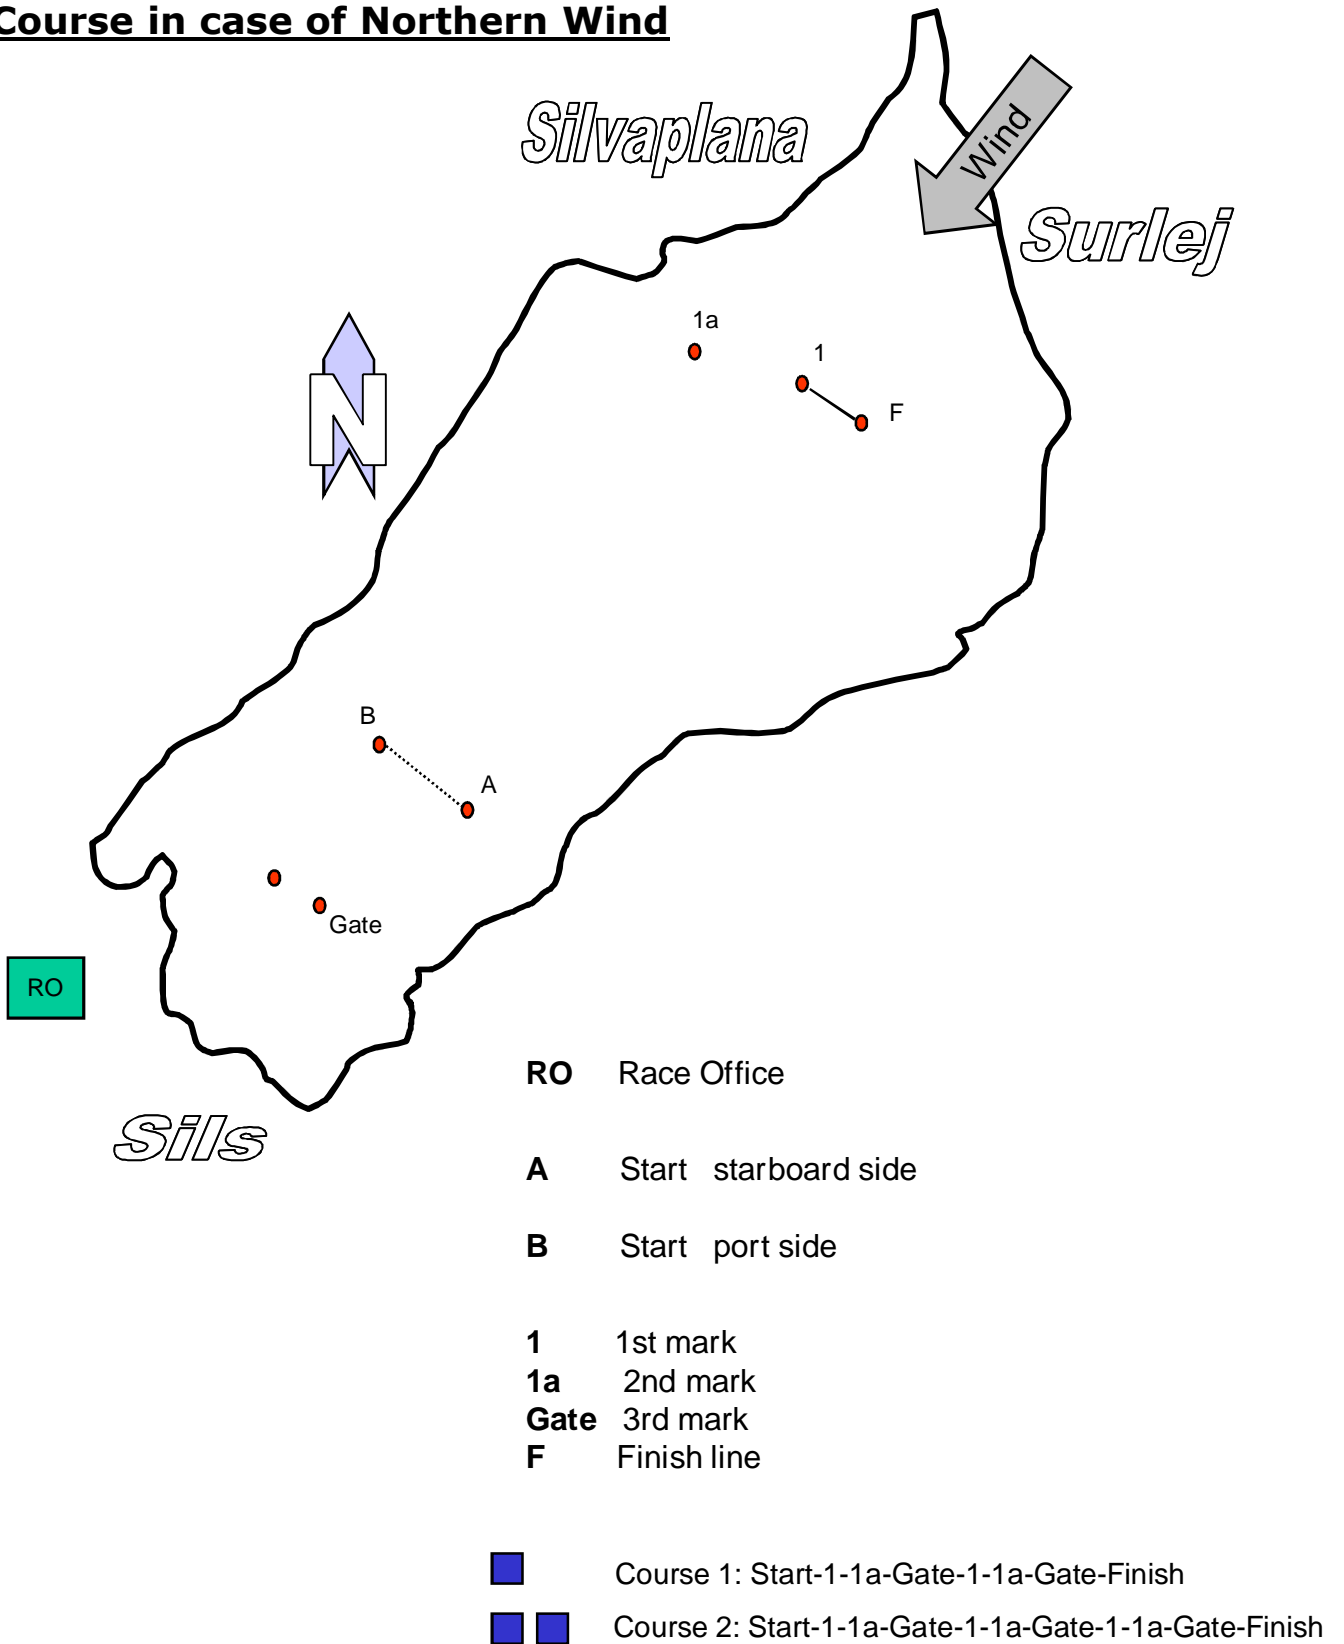 Course in case of Northern Wind
Silvaplana
Wind
Surlej
1a
1
F
N
B
A
Gate
RO
Sils
RO Race Office
A Start starboard side
B Start port side
1 1st mark
1a 2nd mark
Gate 3rd mark
F Finish line
Course 1: Start-1-1a-Gate-1-1a-Gate-Finish
Course 2: Start-1-1a-Gate-1-1a-Gate-1-1a-Gate-Finish